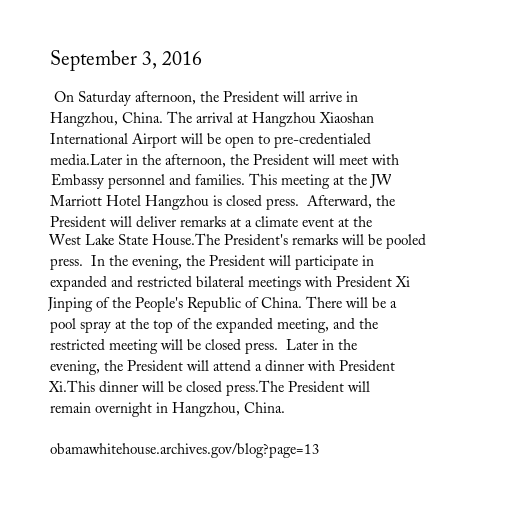 September 3, 2016
On Saturday afternoon, the President will arrive in
Hangzhou, China. The arrival at Hangzhou Xiaoshan
International Airport will be open to pre-credentialed
media.Later in the afternoon, the President will meet with
Embassy personnel and families. This meeting at the JW
Marriott Hotel Hangzhou is closed press.  Afterward, the
President will deliver remarks at a climate event at the
West Lake State House.The President's remarks will be pooled
press.  In the evening, the President will participate in
expanded and restricted bilateral meetings with President Xi
Jinping of the People's Republic of China. There will be a
pool spray at the top of the expanded meeting, and the
restricted meeting will be closed press.  Later in the
evening, the President will attend a dinner with President
Xi.This dinner will be closed press.The President will
remain overnight in Hangzhou, China.
obamawhitehouse.archives.gov/blog?page=13